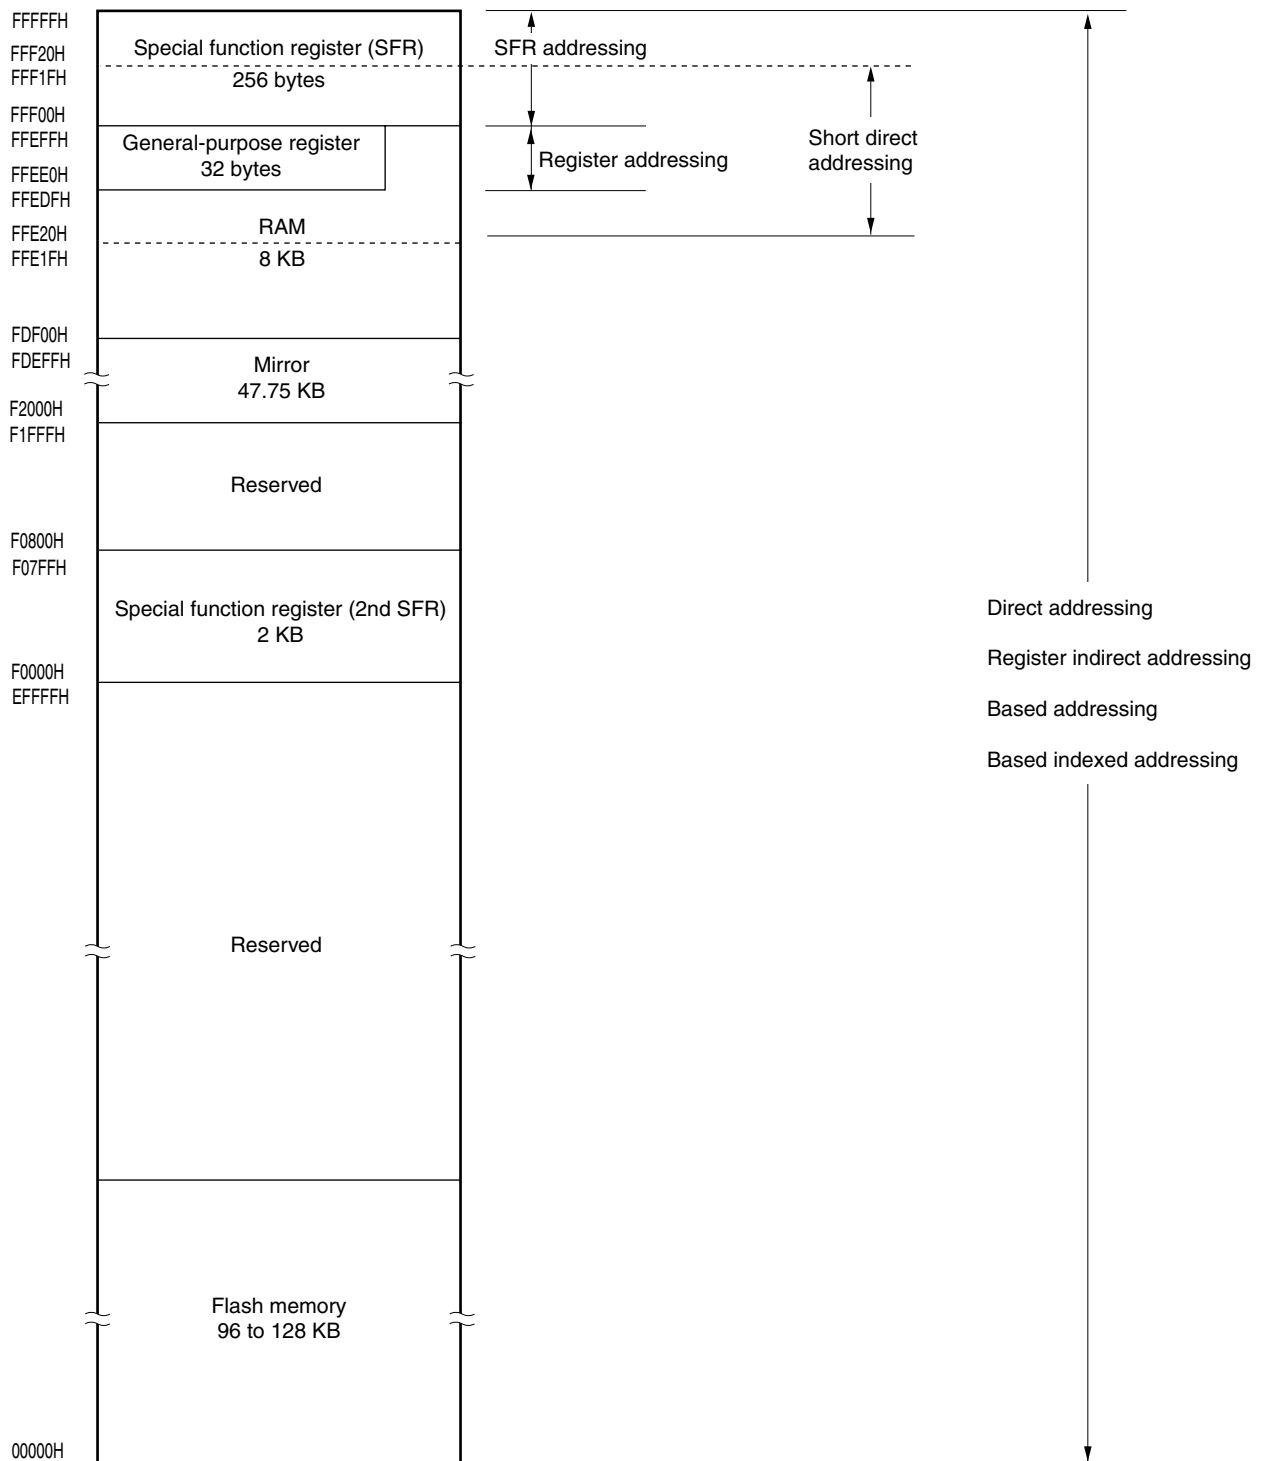 FFFFFH
FFF20H
FFF1FH
FFF00H
FFEFFH
FFEE0H
FFEDFH
FFE20H
FFE1FH
FDF00H
FDEFFH
F2000H
F1FFFH
F0800H
F07FFH
F0000H
EFFFFH
00000H
Special function register (SFR)
256 bytes
General-purpose register
32 bytes
RAM
8 KB
Mirror
47.75 KB
Reserved
Special function register (2nd SFR)
2 KB
Reserved
Flash memory
96 to 128 KB
SFR addressing
Register addressing
Short direct
addressing
Direct addressing
Register indirect addressing
Based addressing
Based indexed addressing